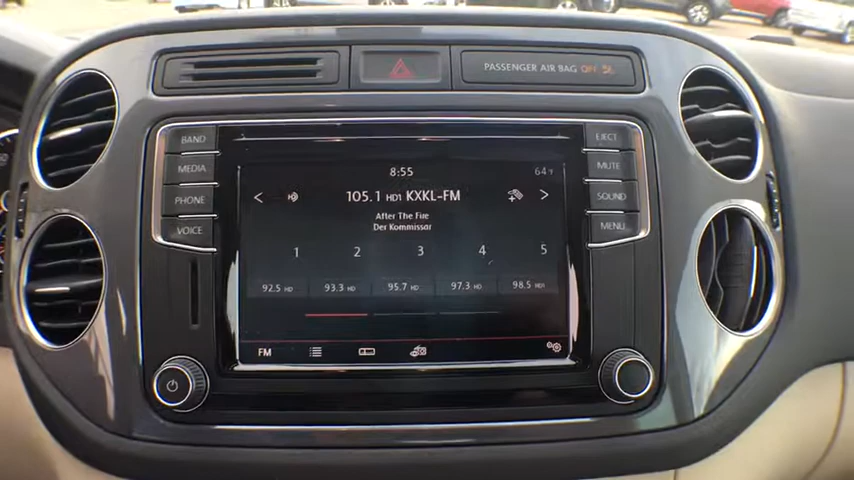 PASSENGER AIR BAG ON
BAND
MEDIA
PHONE
VOICE
EJECT
MUTE
SOUND
MENU
8:55
64°F
105.1 HD1 KXKL-FM
After The Fire
Der Kommissar
1 2 3 4 5
92.5 HD 93.3 HD 95.7 HD 97.3 HD 98.5 HD
FM